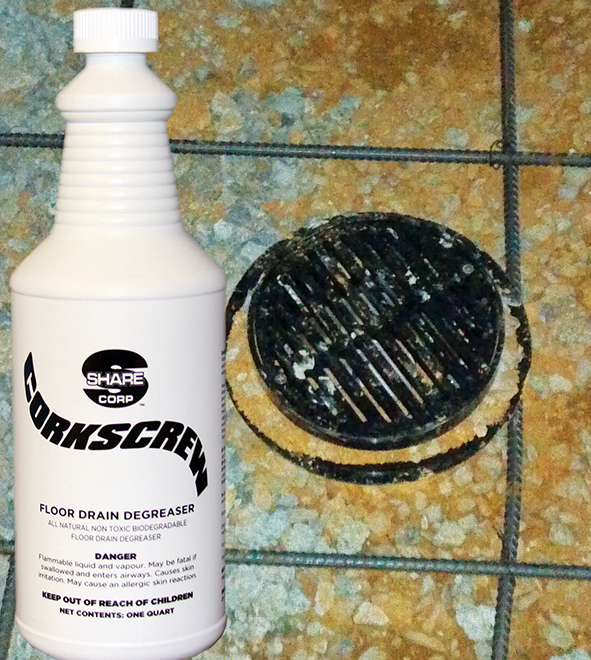 SHARE
CORP™
CORKSCREW
FLOOR DRAIN DEGREASER
ALL NATURAL NON TOXIC BIODEGRADABLE
FLOOR DRAIN DEGREASER
DANGER
Flammable liquid and vapour. May be fatal if
swallowed and enters airways. Causes skin
irritation. May cause an allergic skin reaction.
KEEP OUT OF REACH OF CHILDREN
NET CONTENTS: ONE QUART